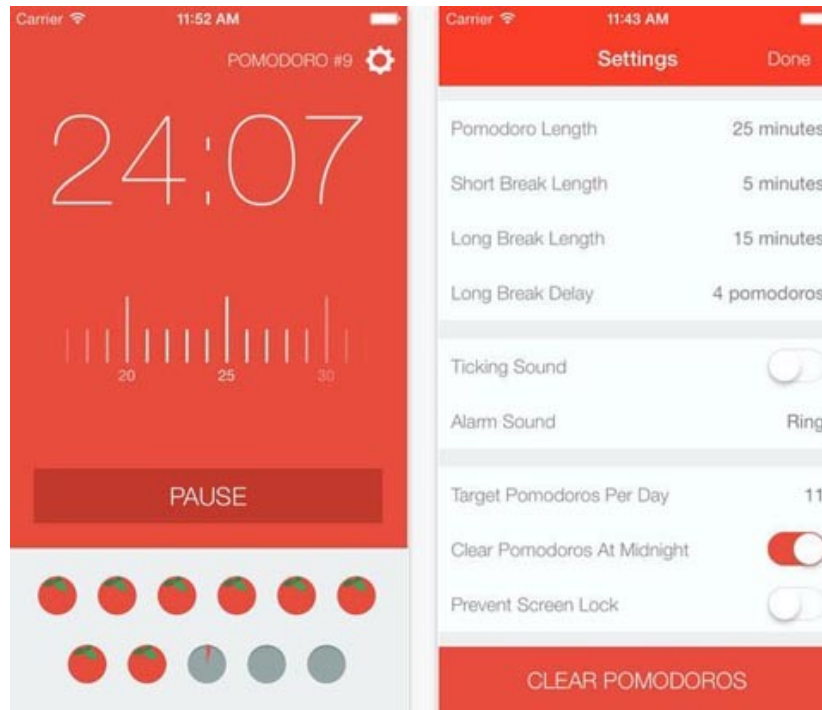 Carrier 11:52 AM
POMODORO #9
24:07
20 25 30
PAUSE
Carrier 11:43 AM
Settings Done
Pomodoro Length 25 minutes
Short Break Length 5 minutes
Long Break Length 15 minutes
Long Break Delay 4 pomodoros
Ticking Sound
Alarm Sound Ring
Target Pomodoros Per Day 11
Clear Pomodoros At Midnight
Prevent Screen Lock
CLEAR POMODOROS